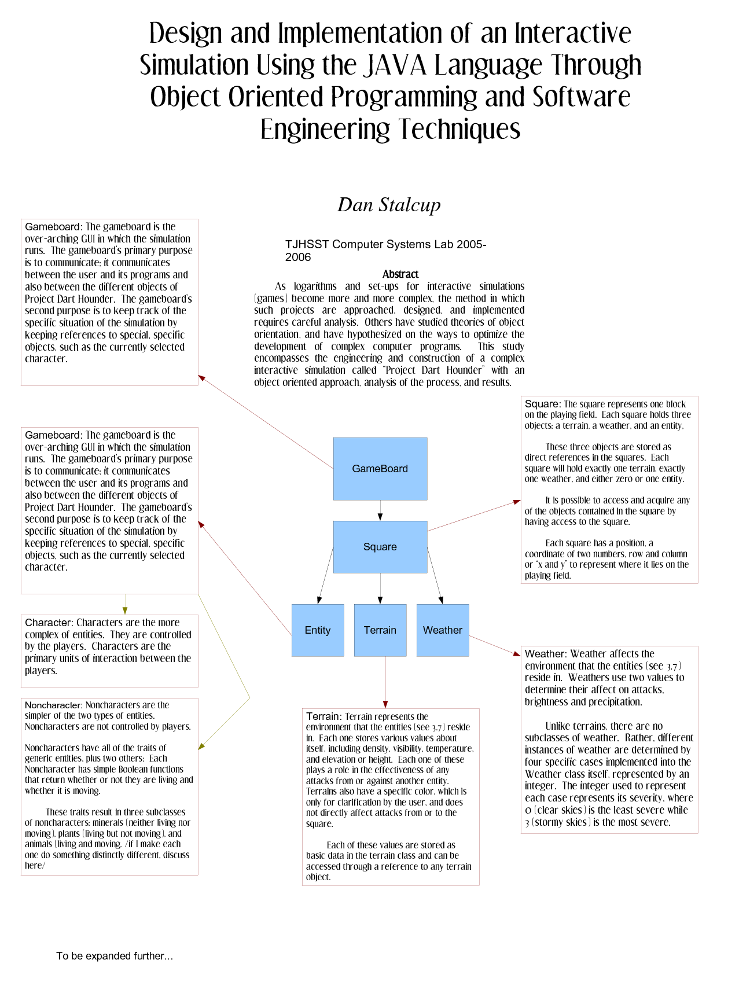 Design and Implementation of an Interactive
Simulation Using the JAVA Language Through
Object Oriented Programming and Software
Engineering Techniques
Dan Stalcup
TJHSST Computer Systems Lab 2005-
2006
Abstract
As logarithms and set-ups for interactive simulations
(games) become more and more complex, the method in which
such projects are approached, designed, and implemented
requires careful analysis. Others have studied theories of object
orientation, and have hypothesized on the ways to optimize the
development of complex computer programs. This study
encompasses the engineering and construction of a complex
interactive simulation called "Project Dart Hounder" with an
object oriented approach, analysis of the process, and results.
Gameboard: The gameboard is the
over-arching GUI in which the simulation
runs. The gameboard's primary purpose
is to communicate; it communicates
between the user and its programs and
also between the different objects of
Project Dart Hounder. The gameboard's
second purpose is to keep track of the
specific situation of the simulation by
keeping references to special, specific
objects, such as the currently selected
character.
Gameboard: The gameboard is the
over-arching GUI in which the simulation
runs. The gameboard's primary purpose
is to communicate; it communicates
between the user and its programs and
also between the different objects of
Project Dart Hounder. The gameboard's
second purpose is to keep track of the
specific situation of the simulation by
keeping references to special, specific
objects, such as the currently selected
character.
Character: Characters are the more
complex of entities. They are controlled
by the players. Characters are the
primary units of interaction between the
players.
Noncharacter: Noncharacters are the
simpler of the two types of entities.
Noncharacters are not controlled by players.
Noncharacters have all of the traits of
generic entities, plus two others: Each
Noncharacter has simple Boolean functions
that return whether or not they are living and
whether it is moving.
These traits result in three subclasses
of noncharacters: minerals (neither living nor
moving), plants (living but not moving), and
animals (living and moving. /if I make each
one do something distinctly different, discuss
here/
GameBoard
Square
Entity
Terrain
Weather
Square: The square represents one block
on the playing field. Each square holds three
objects: a terrain, a weather, and an entity,
These three objects are stored as
direct references in the squares. Each
square will hold exactly one terrain, exactly
one weather, and either zero or one entity.
It is possible to access and acquire any
of the objects contained in the square by
having access to the square.
Each square has a position, a
coordinate of two numbers, row and column
or "x and y" to represent where it lies on the
playing field.
Weather: Weather affects the
environment that the entities (see 3.7)
reside in. Weathers use two values to
determine their affect on attacks,
brightness and precipitation.
Unlike terrains, there are no
subclasses of weather. Rather, different
instances of weather are determined by
four specific cases implemented into the
Weather class itself, represented by an
integer. The integer used to represent
each case represents its severity, where
0 (clear skies) is the least severe while
3 (stormy skies) is the most severe.
Terrain: Terrain represents the
environment that the entities (see 3.7) reside
in. Each one stores various values about
itself, including density, visibility, temperature,
and elevation or height. Each one of these
plays a role in the effectiveness of any
attacks from or against another entity.
Terrains also have a specific color, which is
only for clarification by the user, and does
not directly affect attacks from or to the
square.
Each of these values are stored as
basic data in the terrain class and can be
accessed through a reference to any terrain
object.
To be expanded further...